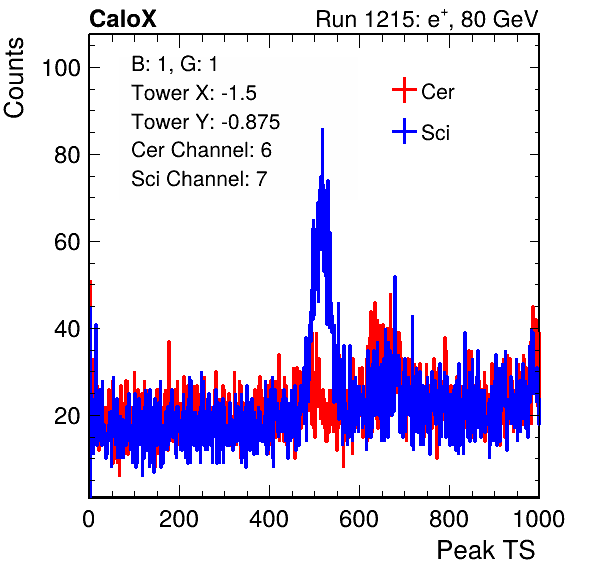 CaloX Run 1215: e⁺, 80 GeV
Counts
B: 1, G: 1
Tower X: -1.5
Tower Y: -0.875
Cer Channel: 6
Sci Channel: 7
Cer
Sci
100
80
60
40
20
0 200 400 600 800 1000
Peak TS